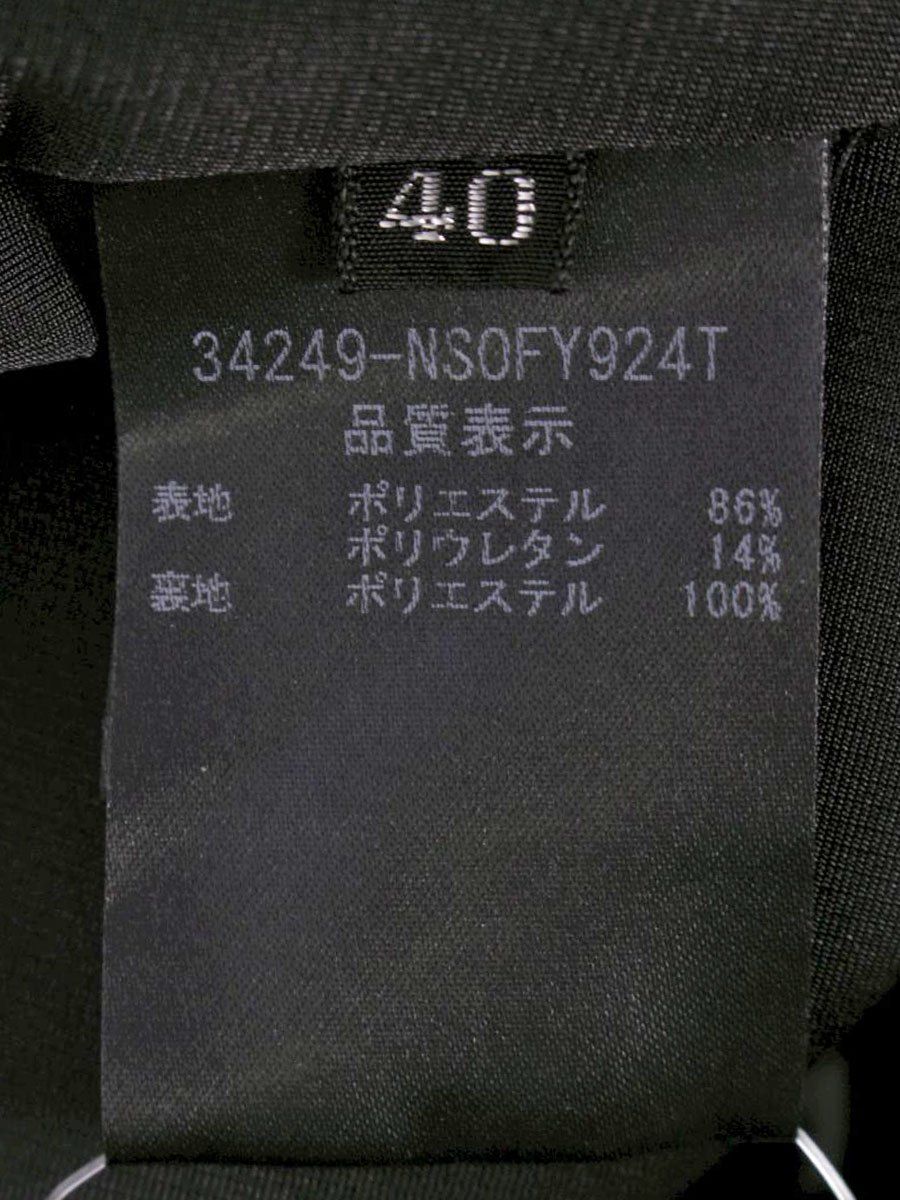 40
34249-NSOFY924T
品質表示
表地 ポリエステル 86%
ポリウレタン 14%
裏地 ポリエステル 100%